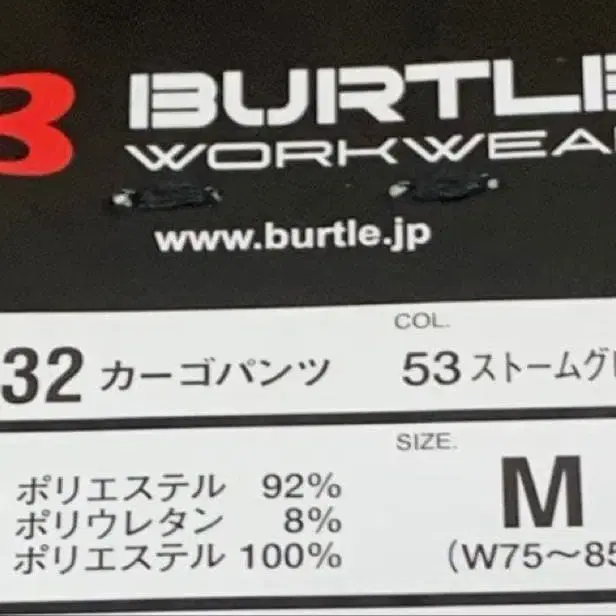 BURTLE
WORKWEA
www.burtle.jp
COL.
32 カーゴパンツ 53 ストームグレ
SIZE.
ポリエステル 92%
ポリウレタン 8%
ポリエステル 100%
M
(W75～85